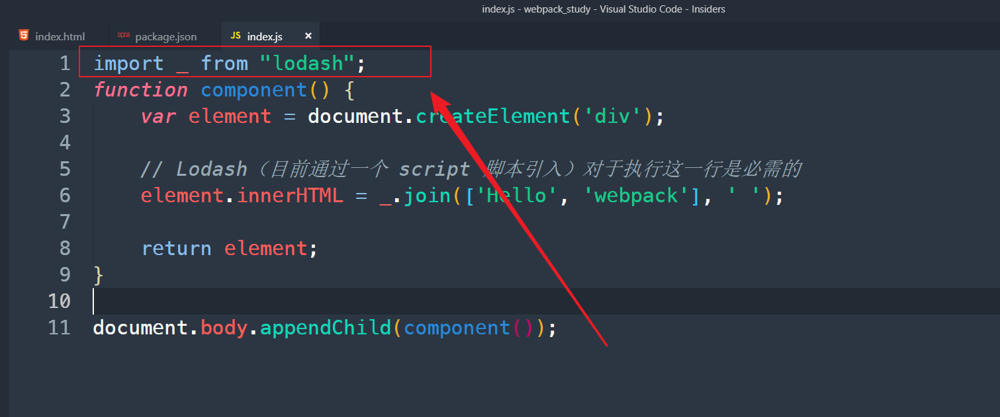 index.js - webpack_study - Visual Studio Code - Insiders
index.html package.json JS index.js ×
1 import _ from "lodash";
2 function component() {
3     var element = document.createElement('div');
4
5     // Lodash（目前通过一个 script 脚本引入）对于执行这一行是必需的
6     element.innerHTML = _.join(['Hello', 'webpack'], ' ');
7
8     return element;
9 }
10
11 document.body.appendChild(component());